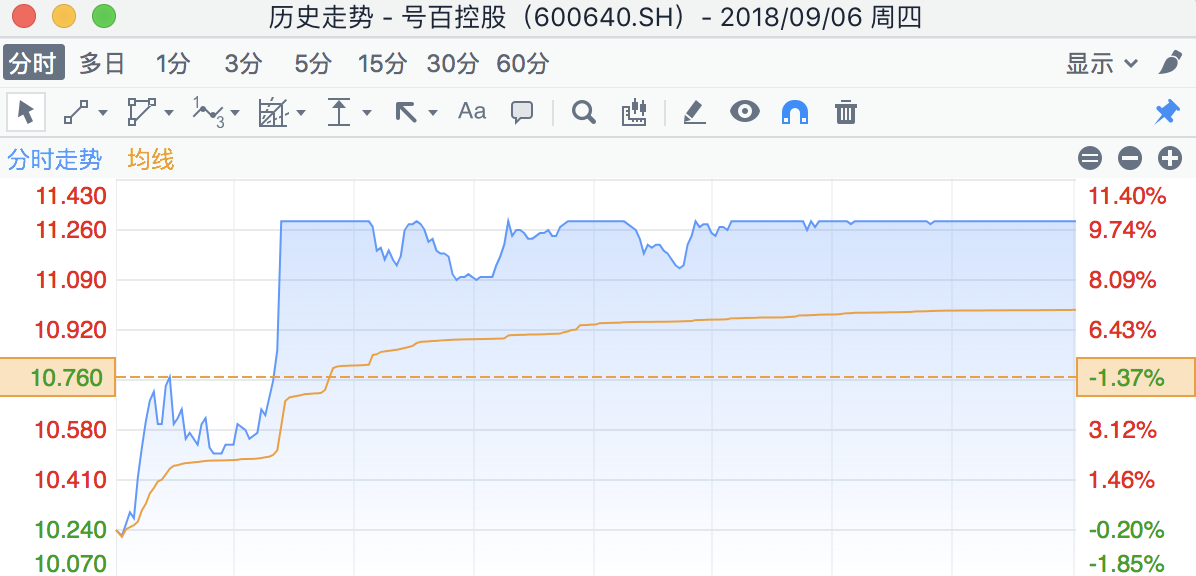 历史走势 - 号百控股（600640.SH）- 2018/09/06 周四
分时 多日 1分 3分 5分 15分 30分 60分 显示
1 3 Aa
分时走势 均线
11.430 11.40%
11.260 9.74%
11.090 8.09%
10.920 6.43%
10.760 -1.37%
10.580 3.12%
10.410 1.46%
10.240 -0.20%
10.070 -1.85%